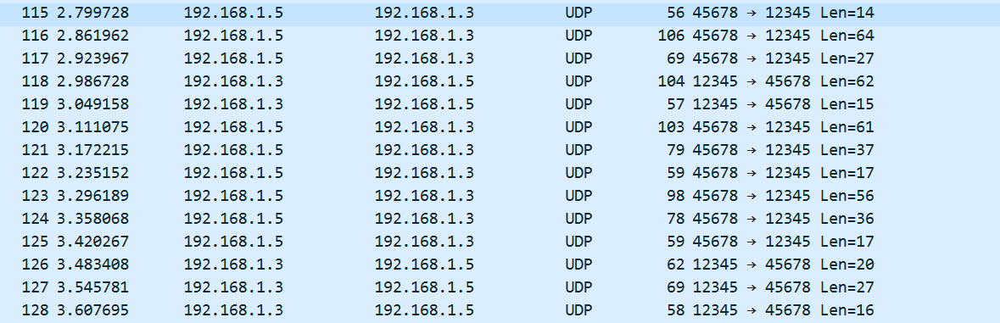 115 2.799728 192.168.1.5 192.168.1.3 UDP 56 45678 → 12345 Len=14
116 2.861962 192.168.1.5 192.168.1.3 UDP 106 45678 → 12345 Len=64
117 2.923967 192.168.1.5 192.168.1.3 UDP 69 45678 → 12345 Len=27
118 2.986728 192.168.1.3 192.168.1.5 UDP 104 12345 → 45678 Len=62
119 3.049158 192.168.1.3 192.168.1.5 UDP 57 12345 → 45678 Len=15
120 3.111075 192.168.1.5 192.168.1.3 UDP 103 45678 → 12345 Len=61
121 3.172215 192.168.1.5 192.168.1.3 UDP 79 45678 → 12345 Len=37
122 3.235152 192.168.1.5 192.168.1.3 UDP 59 45678 → 12345 Len=17
123 3.296189 192.168.1.5 192.168.1.3 UDP 98 45678 → 12345 Len=56
124 3.358068 192.168.1.5 192.168.1.3 UDP 78 45678 → 12345 Len=36
125 3.420267 192.168.1.5 192.168.1.3 UDP 59 45678 → 12345 Len=17
126 3.483408 192.168.1.3 192.168.1.5 UDP 62 12345 → 45678 Len=20
127 3.545781 192.168.1.3 192.168.1.5 UDP 69 12345 → 45678 Len=27
128 3.607695 192.168.1.3 192.168.1.5 UDP 58 12345 → 45678 Len=16